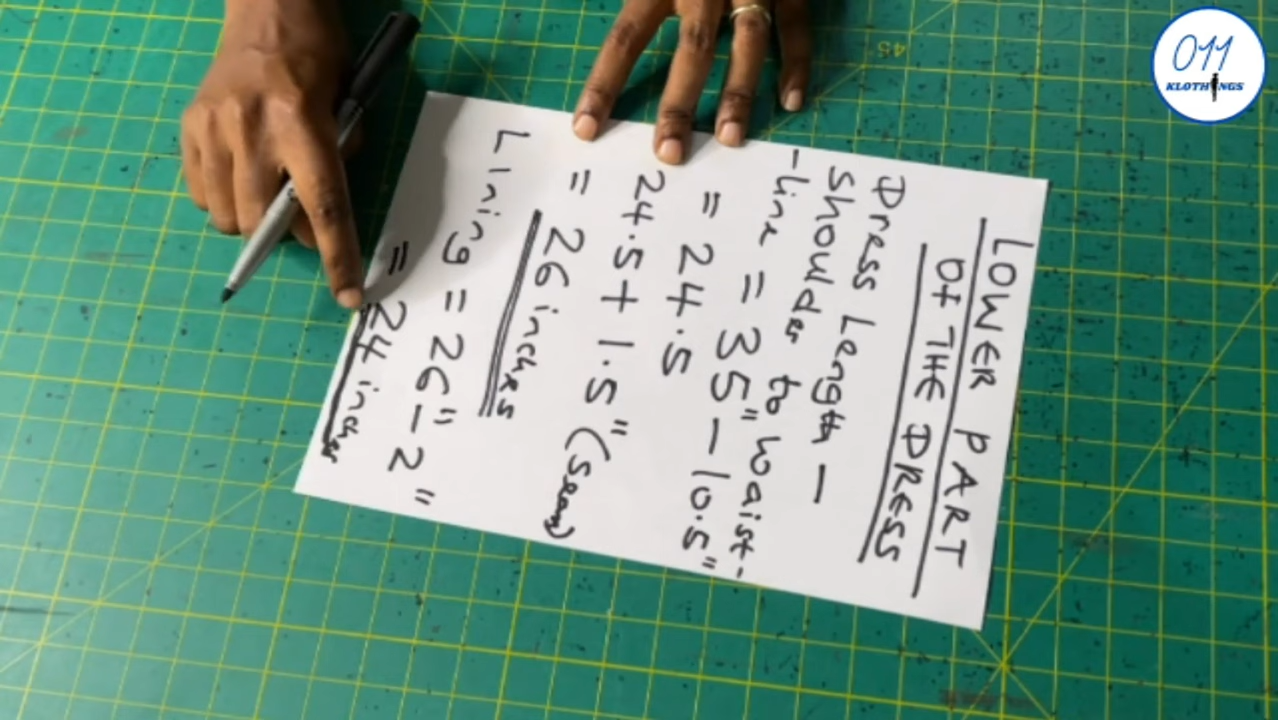 LOWER PART
OF THE DRESS
Dress Length -
Shoulder to waist-
-line = 35" - 10.5"
= 24.5
24.5 + 1.5" (seam)
= 26 inches
Lining = 26" - 2"
= 24 inches
011
KLOTHINGS
45